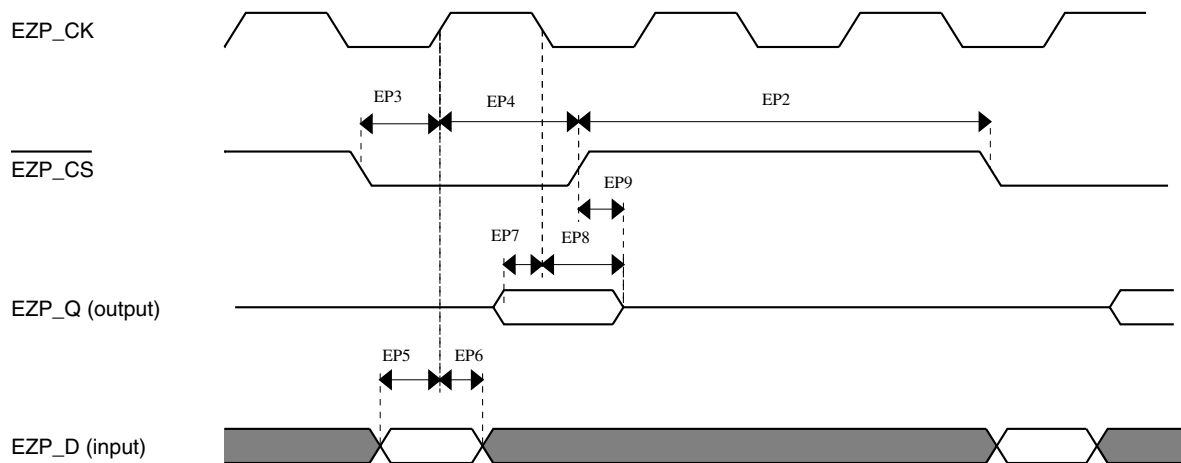 EZP_CK
EP3
EP4
EP2
EZP_CS
EP9
EP7
EP8
EZP_Q (output)
EP5
EP6
EZP_D (input)